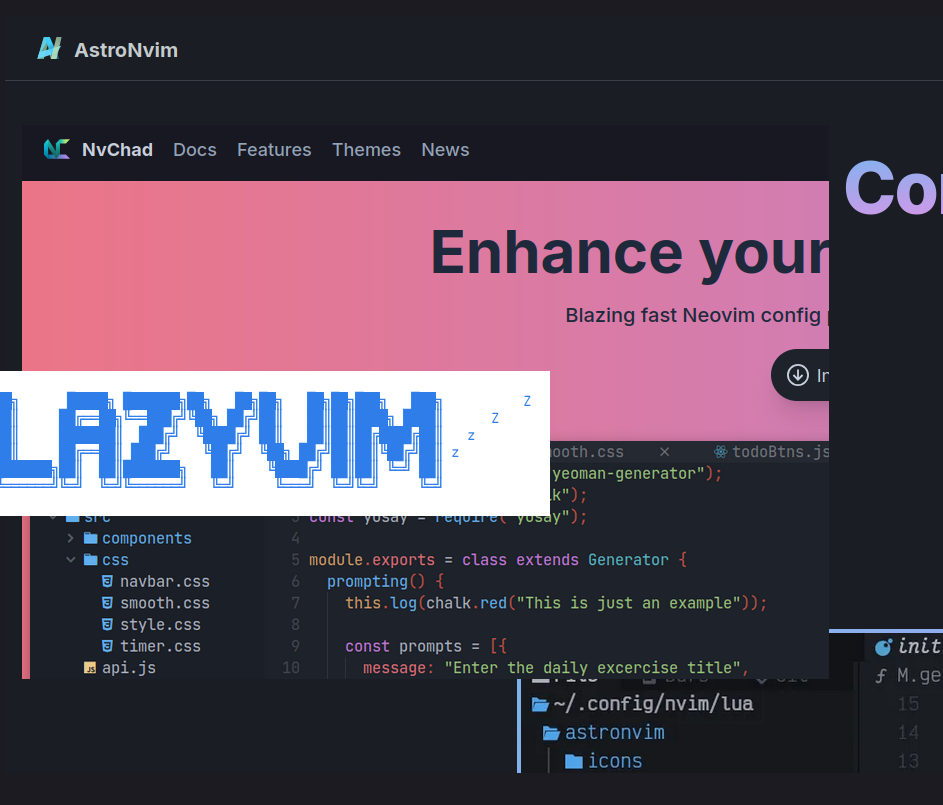 AstroNvim
NvChad Docs Features Themes News
Enhance your
Blazing fast Neovim config
LAZYVIM
Z
Z
z
z
smooth.css × todoBtns.js
yeoman-generator");
lk");
src
3 const yosay = require("yosay");
components
4
css
5 module.exports = class extends Generator {
navbar.css
6 prompting() {
smooth.css
7 this.log(chalk.red("This is just an example"));
style.css
8
timer.css
9 const prompts = [{
api.js
10 message: "Enter the daily excercise title",
init
M.ge
~/.config/nvim/lua
15
astronvim
14
icons
13